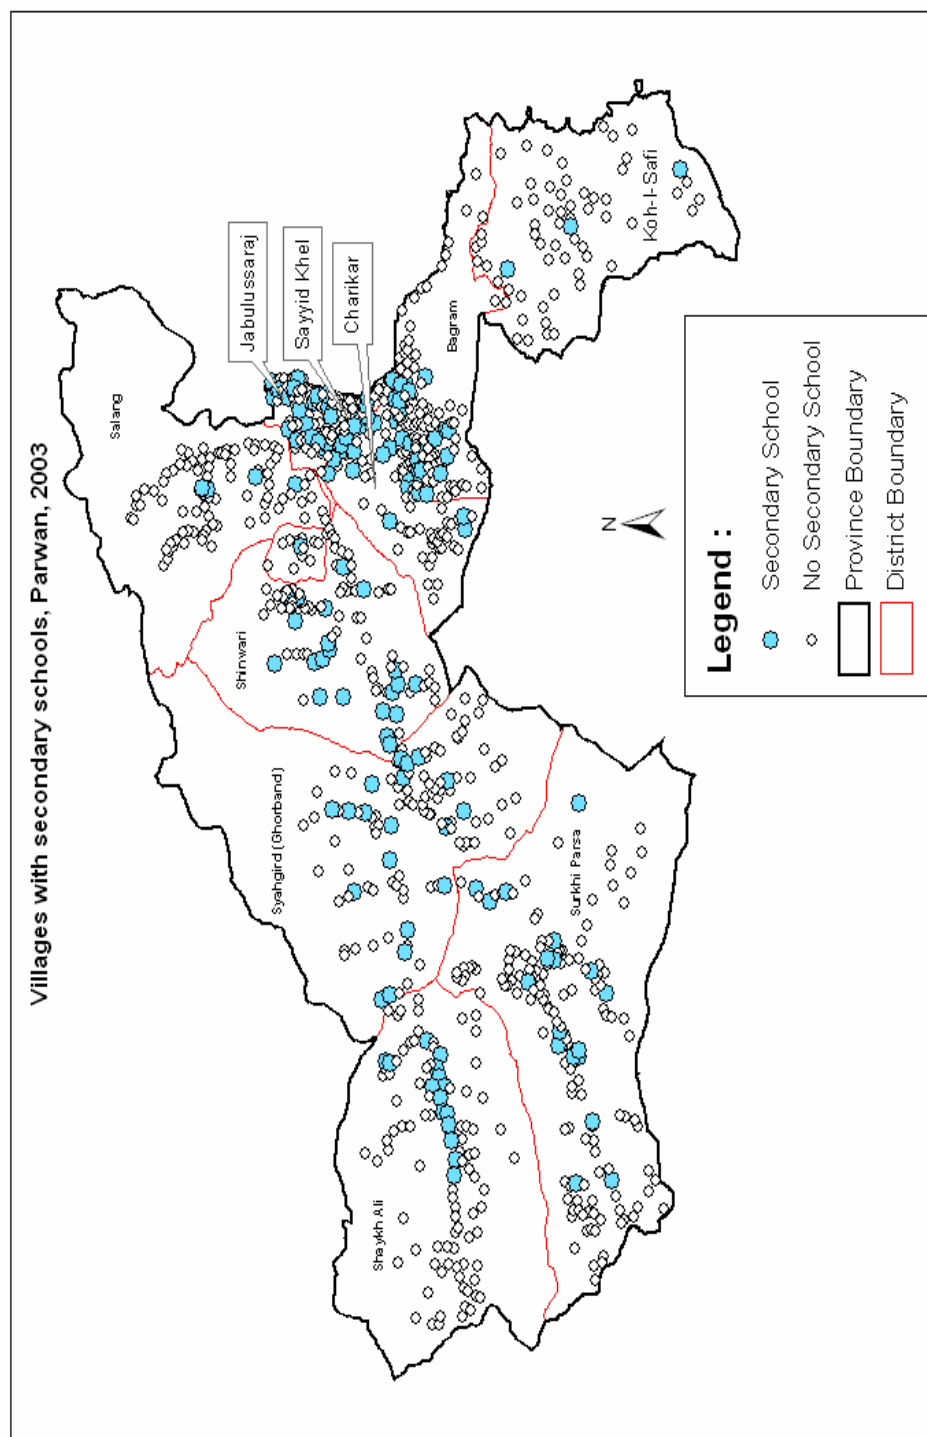 Villages with secondary schools, Parwan, 2003
Salang
Jabulussaraj
Sayyid Khel
Charikar
Shinwari
Syahgird (Ghorband)
Bagram
Koh-I-Safi
Shaykh Ali
Surkhi Parsa
N
Legend :
Secondary School
No Secondary School
Province Boundary
District Boundary